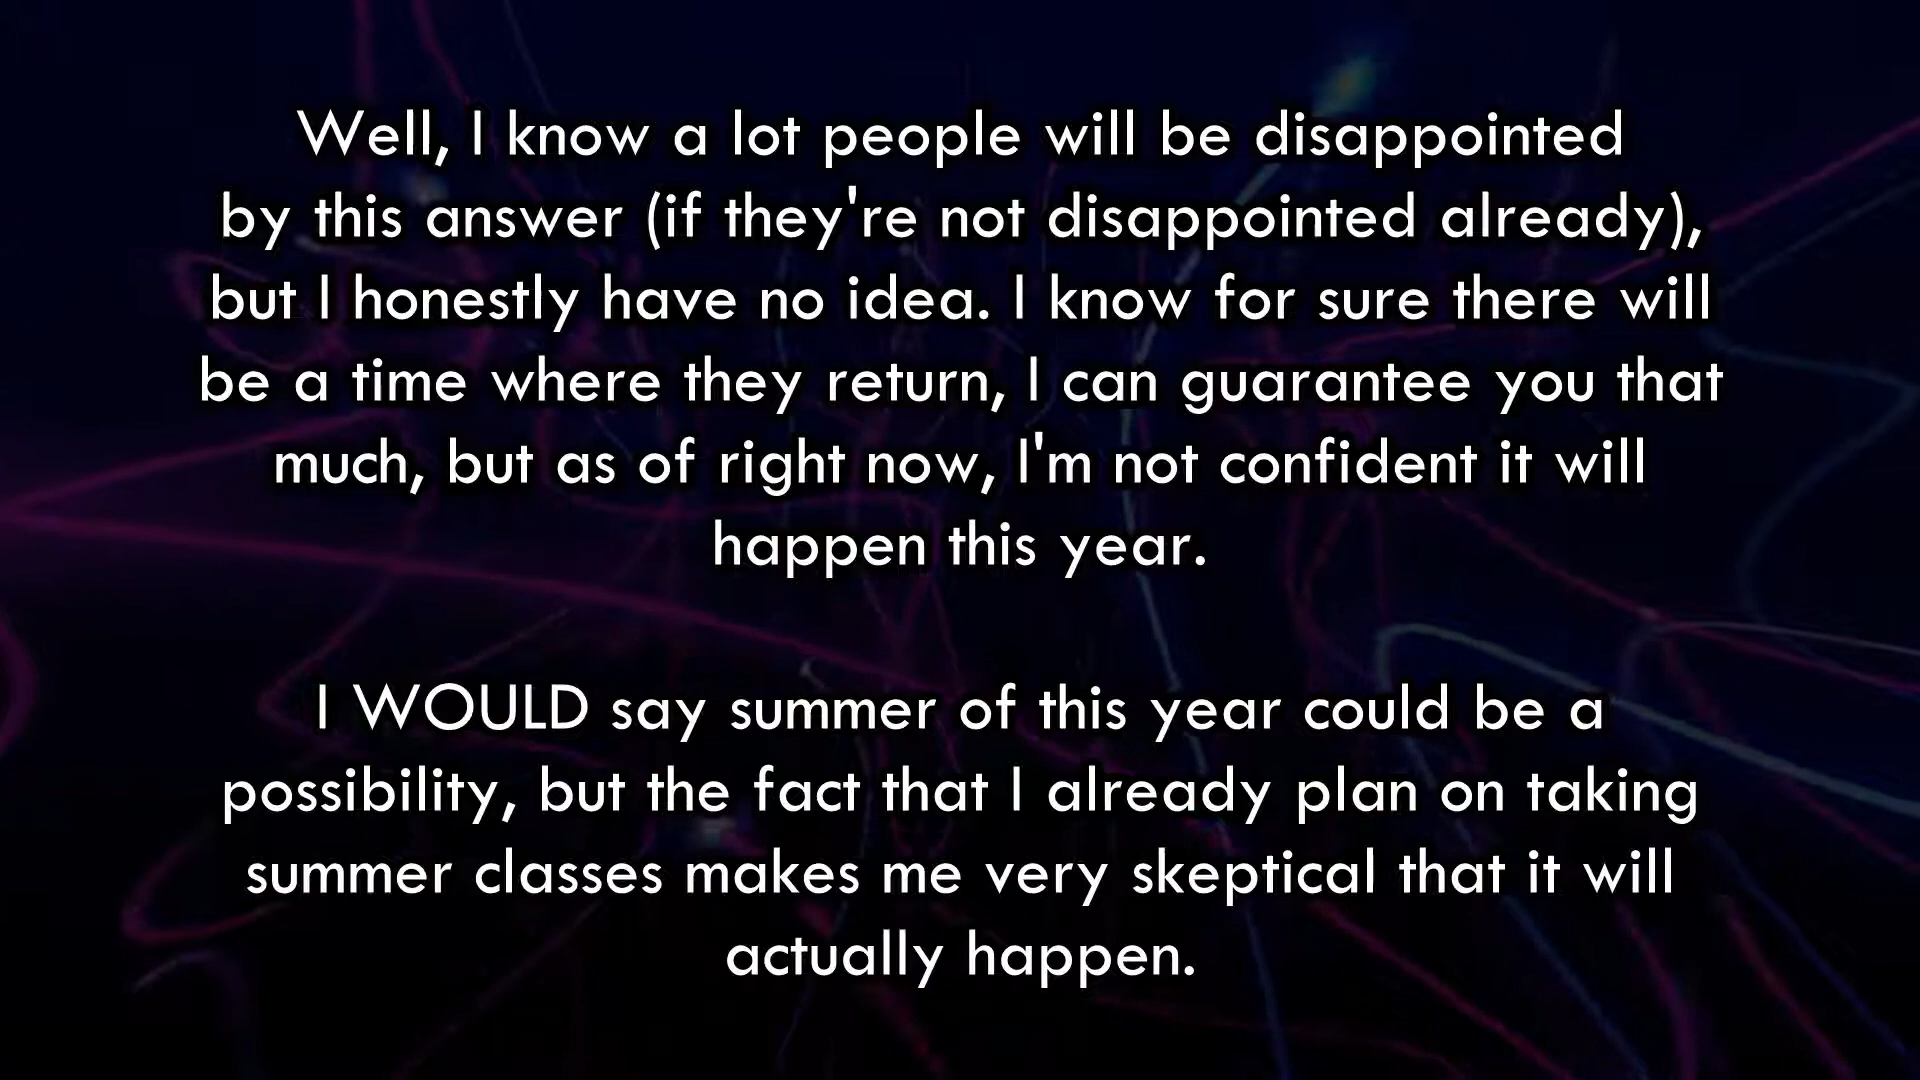 Well, I know a lot people will be disappointed
by this answer (if they're not disappointed already),
but I honestly have no idea. I know for sure there will
be a time where they return, I can guarantee you that
much, but as of right now, I'm not confident it will
happen this year.
I WOULD say summer of this year could be a
possibility, but the fact that I already plan on taking
summer classes makes me very skeptical that it will
actually happen.